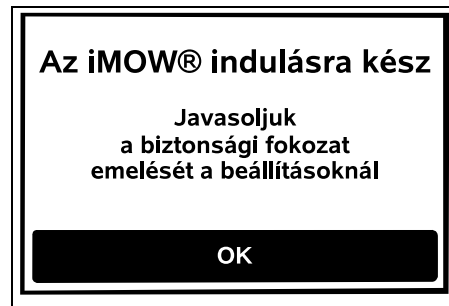 Az iMOW® indulásra kész
Javasoljuk
a biztonsági fokozat
emelését a beállításoknál
OK